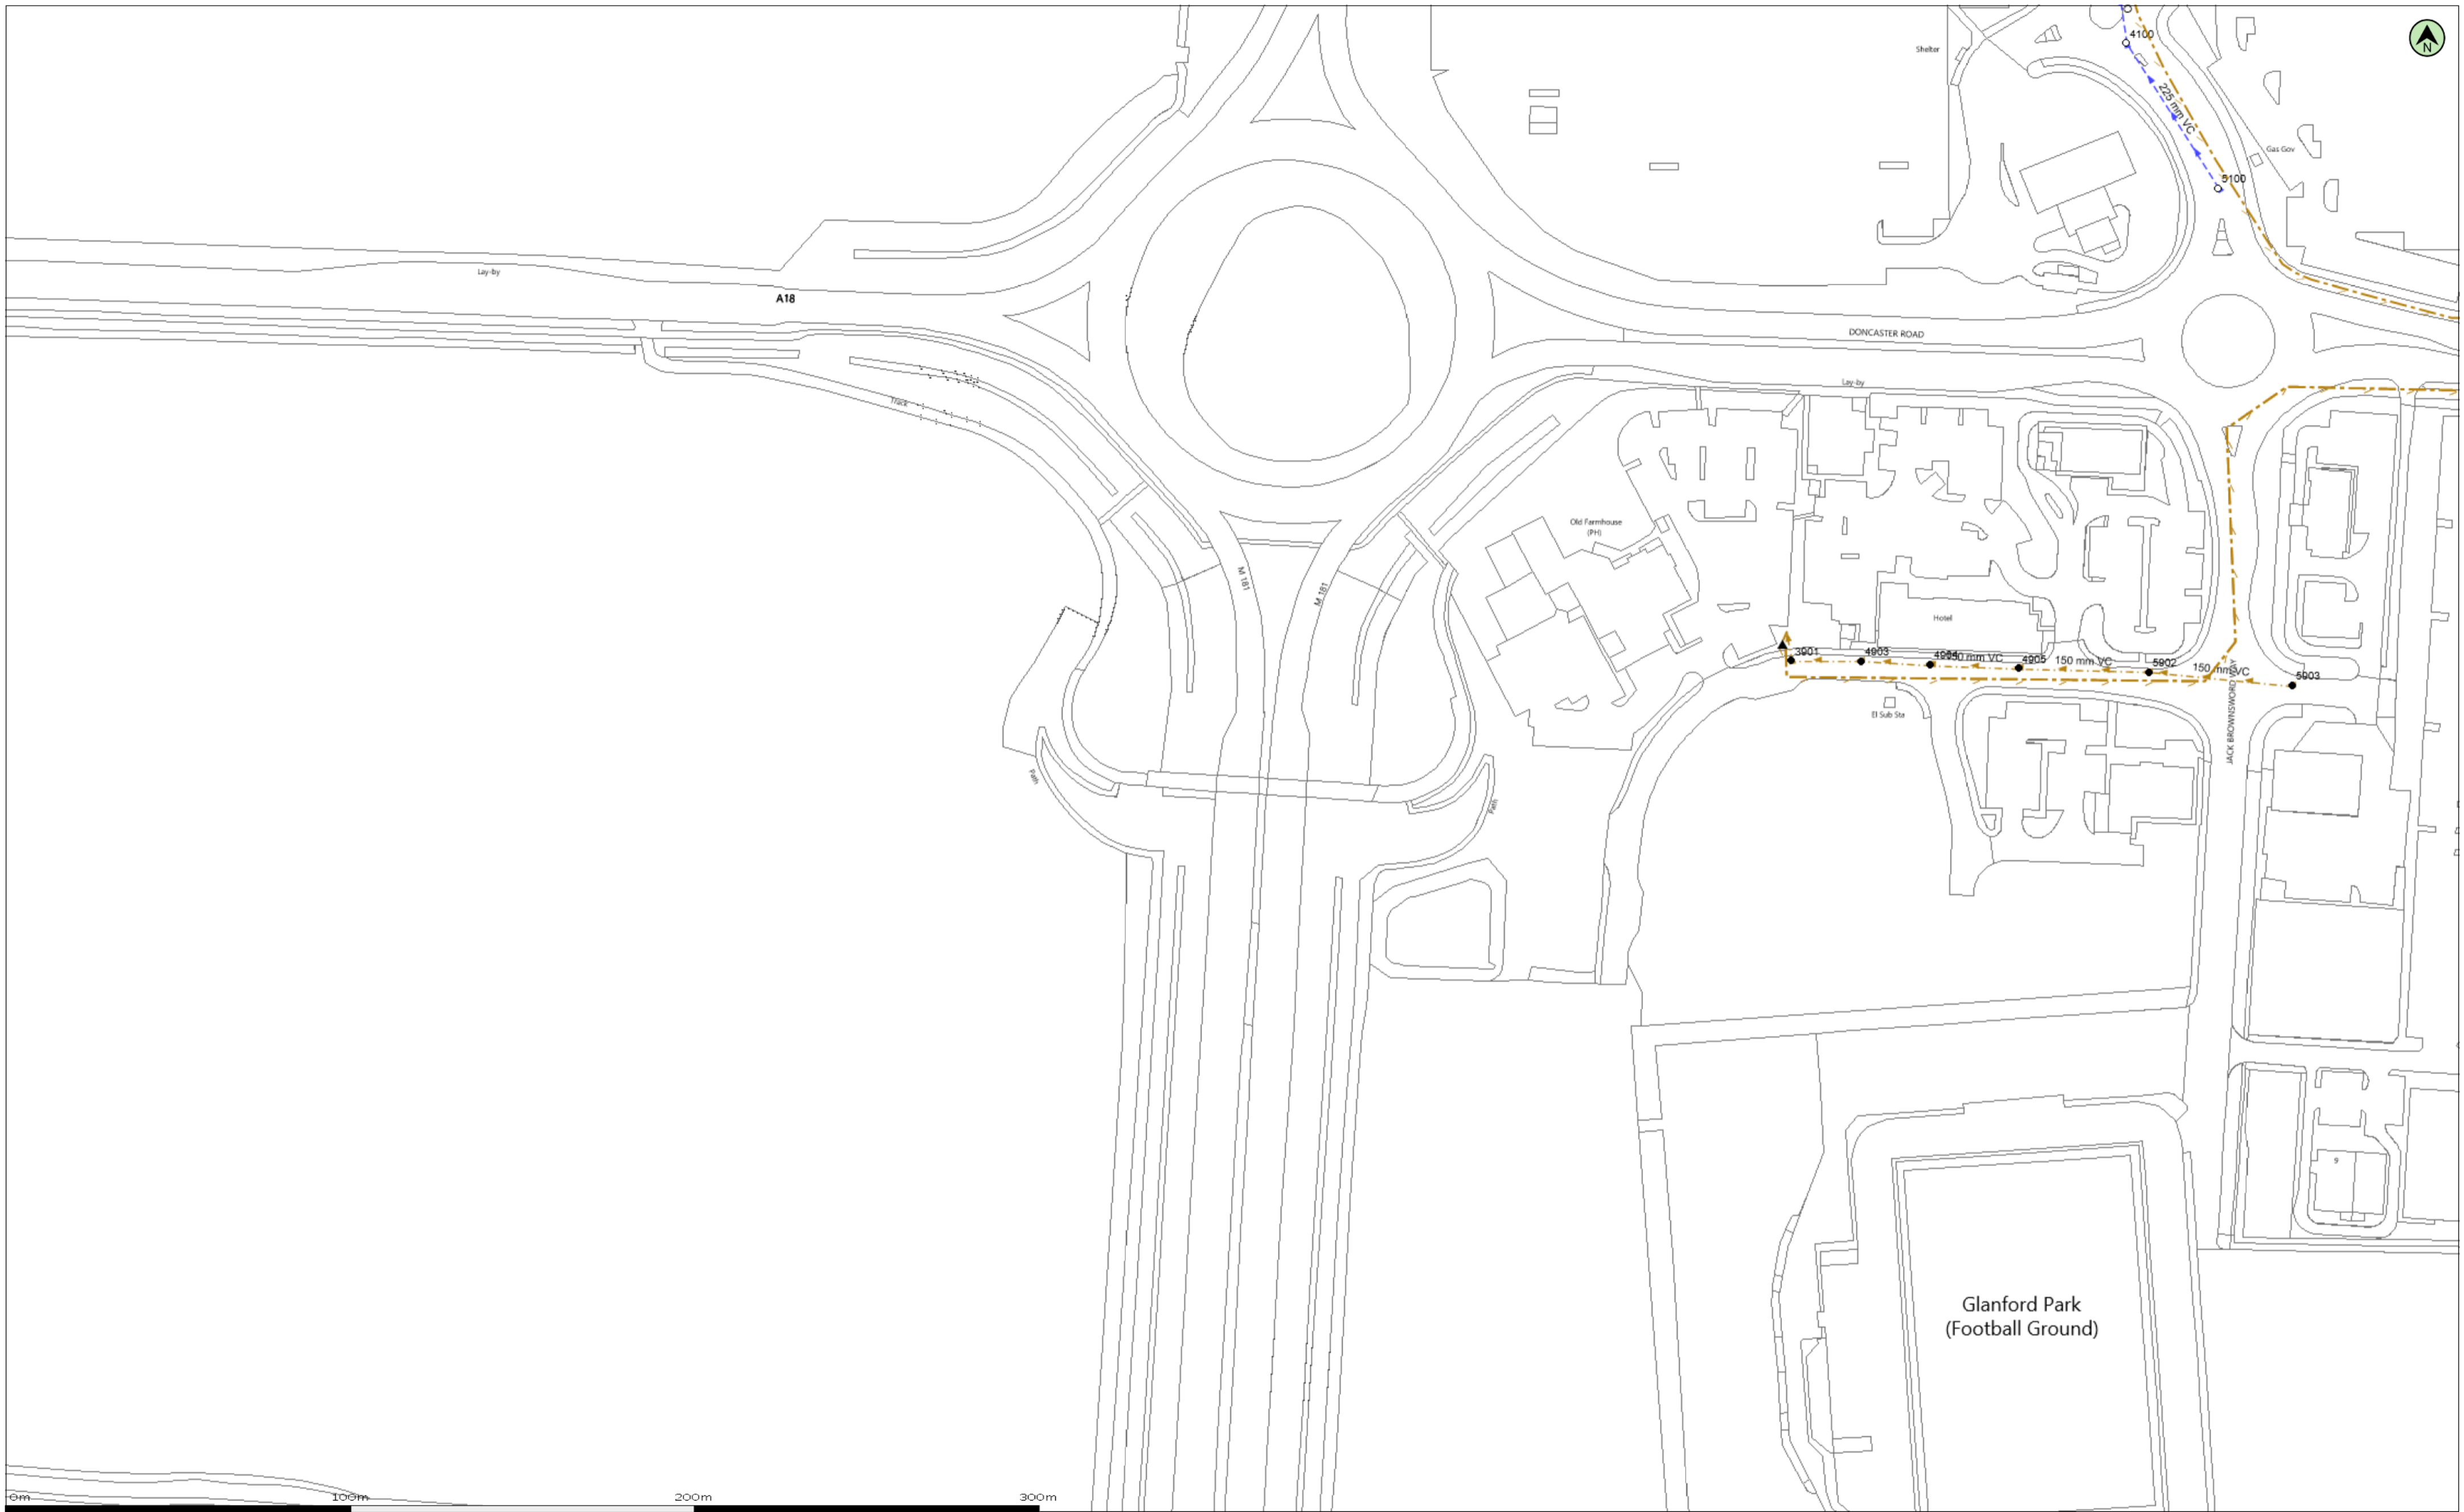 4100
Shelter
N
225 mm VC
Gas Gov
5100
Lay-by
A18
DONCASTER ROAD
Lay-by
Track
Old Farmhouse
(PH)
M 181
M 181
Hotel
3901
4903
4904
150 mm VC
4905
150 mm VC
5902
150 mm VC
5903
El Sub Sta
JACK BROWNSWORD WAY
Path
Path
9
Glanford Park
(Football Ground)
0m
100m
200m
300m